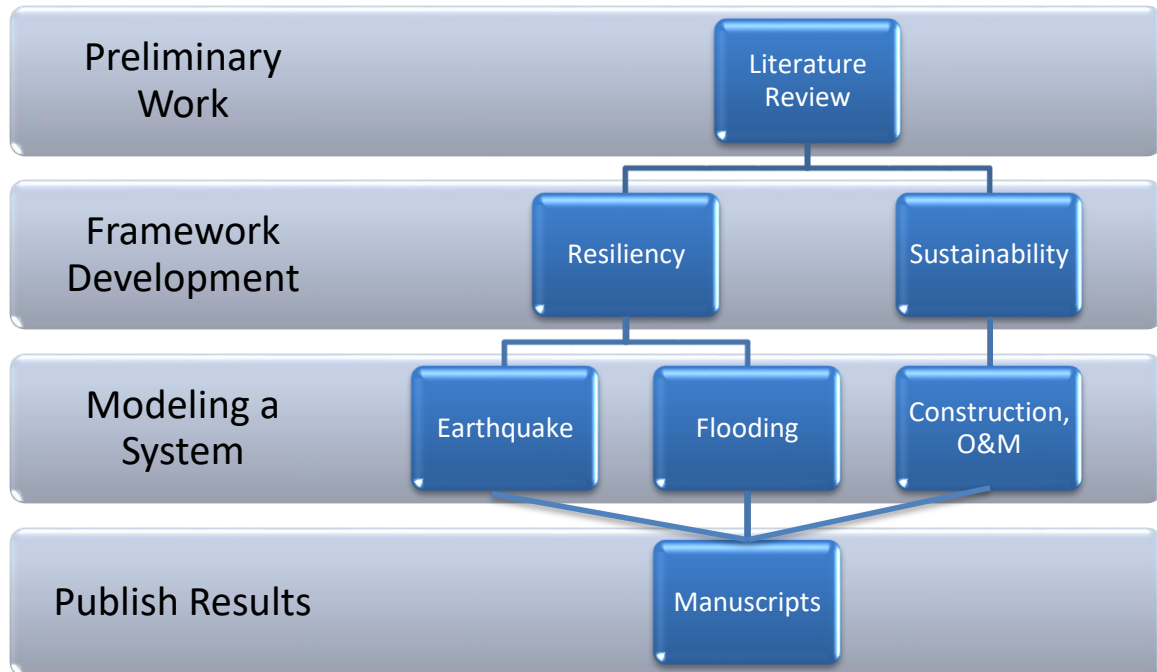 Preliminary
Work
Literature
Review
Framework
Development
Resiliency
Sustainability
Modeling a
System
Earthquake
Flooding
Construction,
O&M
Publish Results
Manuscripts